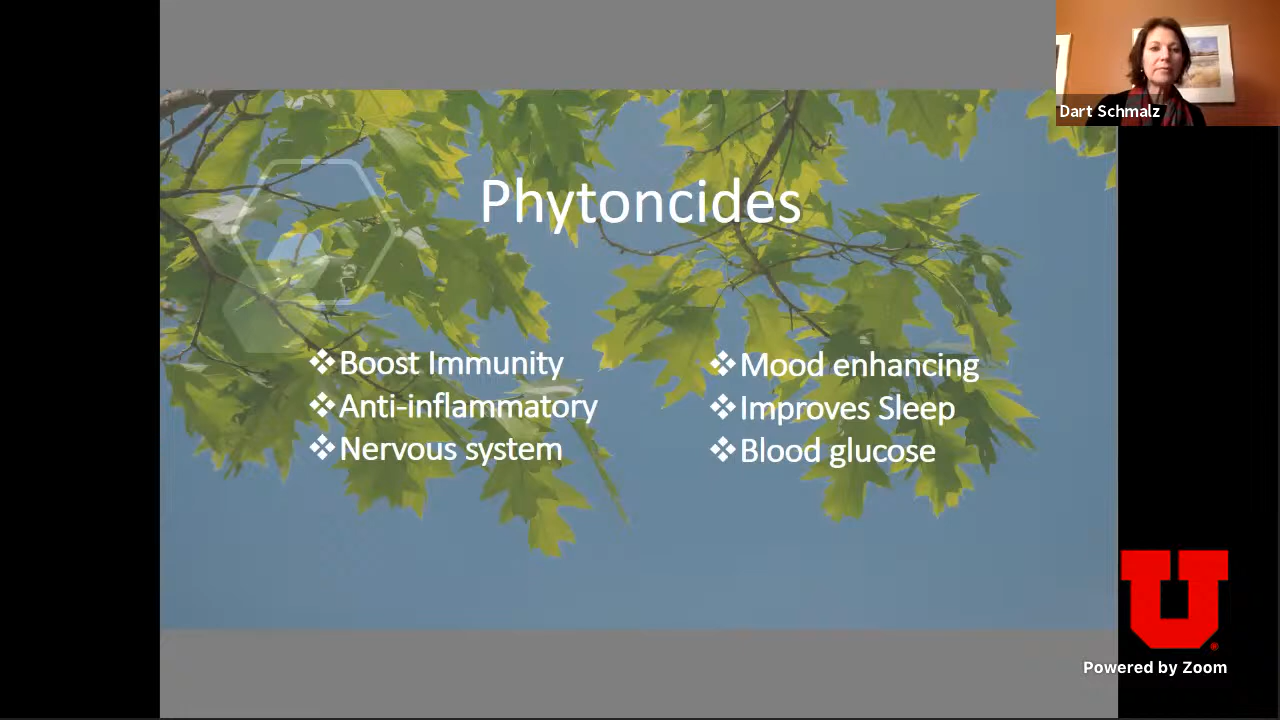 Dart Schmalz
Phytoncides
❖Boost Immunity
❖Anti-inflammatory
❖Nervous system
❖Mood enhancing
❖Improves Sleep
❖Blood glucose
U
Powered by Zoom